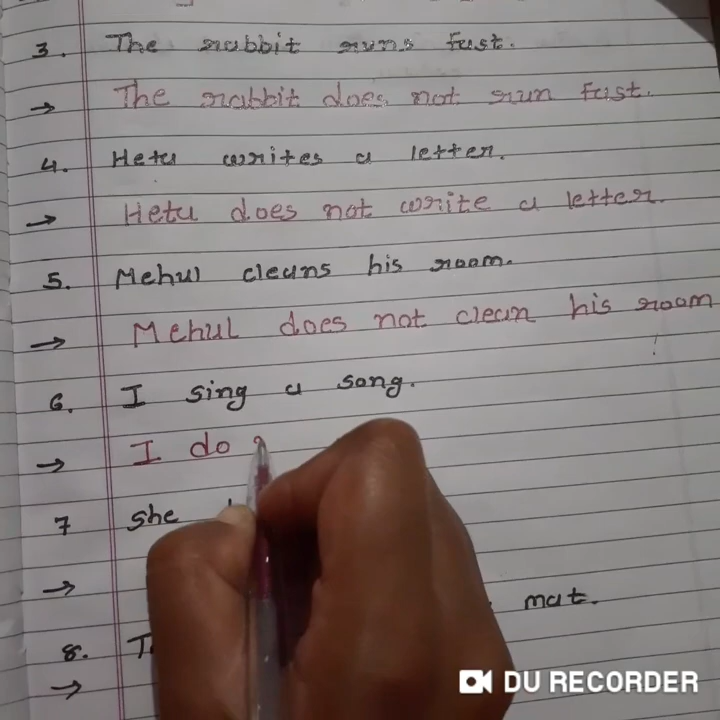 3. The rabbit runs fast.
→ The rabbit does not run fast.
4. Hetu writes a letter.
→ Hetu does not write a letter.
5. Mehul cleans his room.
→ Mehul does not clean his room
6. I sing a song.
→ I do
7 She
→
mat.
8.
→
DU RECORDER